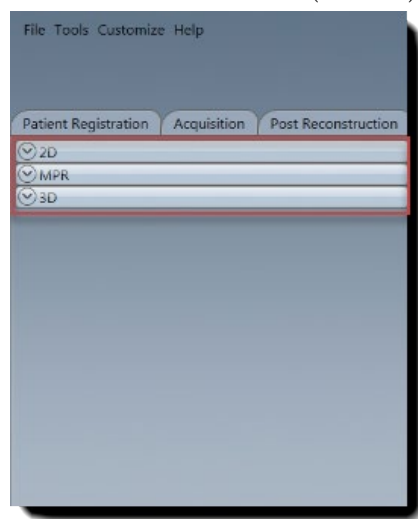 File Tools Customize Help
Patient Registration Acquisition Post Reconstruction
2D
MPR
3D